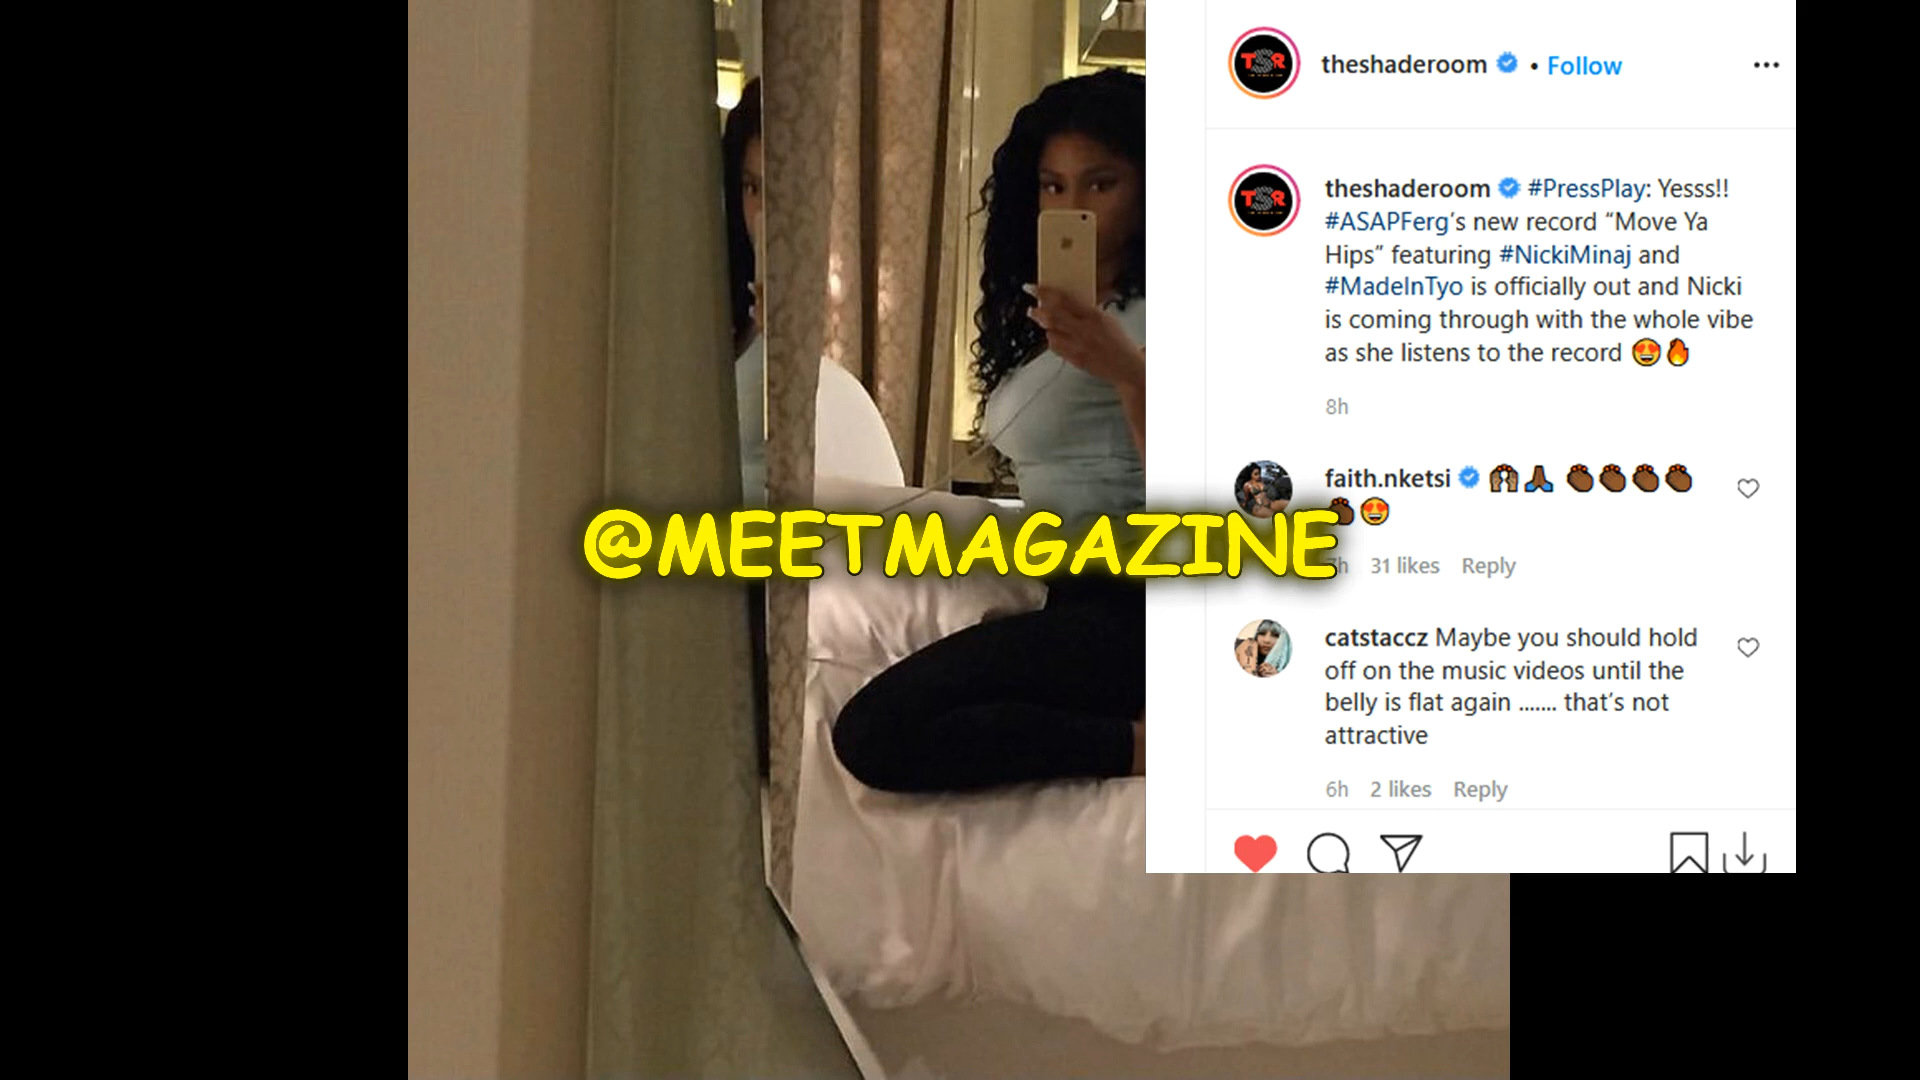 TSR
theshaderoom • Follow
TSR
theshaderoom #PressPlay: Yesss!!
#ASAPFerg’s new record “Move Ya
Hips” featuring #NickiMinaj and
#MadeInTyo is officially out and Nicki
is coming through with the whole vibe
as she listens to the record 😍🔥
8h
faith.nketsi 🙌🏾🙏🏾 👏🏾👏🏾👏🏾👏🏾
👏🏾😍
@MEETMAGAZINE
7h 31 likes Reply
catstaccz Maybe you should hold
off on the music videos until the
belly is flat again ....... that’s not
attractive
6h 2 likes Reply